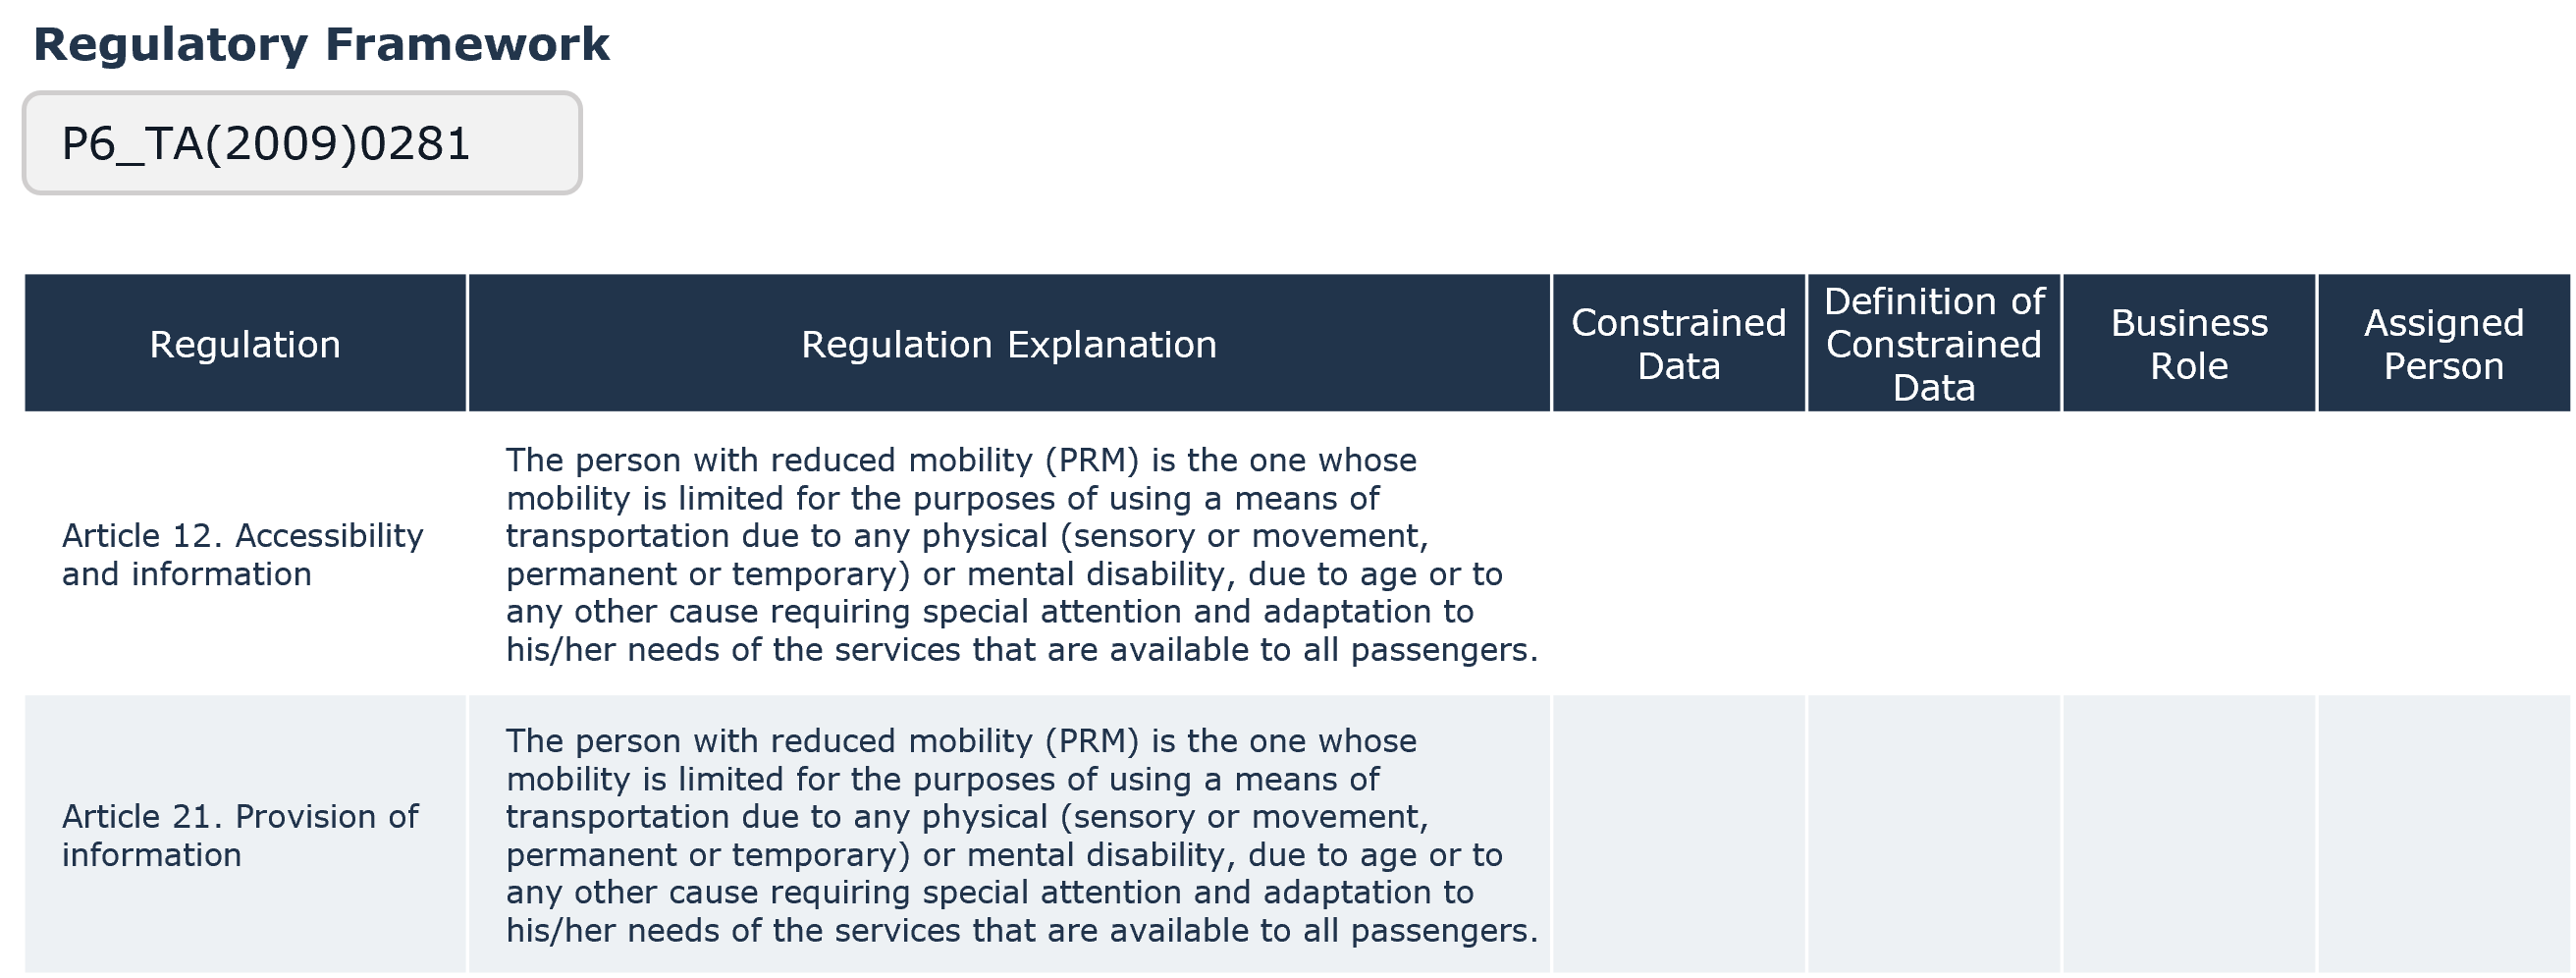 Regulatory Framework
P6_TA(2009)0281
Regulation
Regulation Explanation
Constrained
Data
Definition of
Constrained
Data
Business
Role
Assigned
Person
Article 12. Accessibility
and information
The person with reduced mobility (PRM) is the one whose
mobility is limited for the purposes of using a means of
transportation due to any physical (sensory or movement,
permanent or temporary) or mental disability, due to age or to
any other cause requiring special attention and adaptation to
his/her needs of the services that are available to all passengers.
Article 21. Provision of
information
The person with reduced mobility (PRM) is the one whose
mobility is limited for the purposes of using a means of
transportation due to any physical (sensory or movement,
permanent or temporary) or mental disability, due to age or to
any other cause requiring special attention and adaptation to
his/her needs of the services that are available to all passengers.